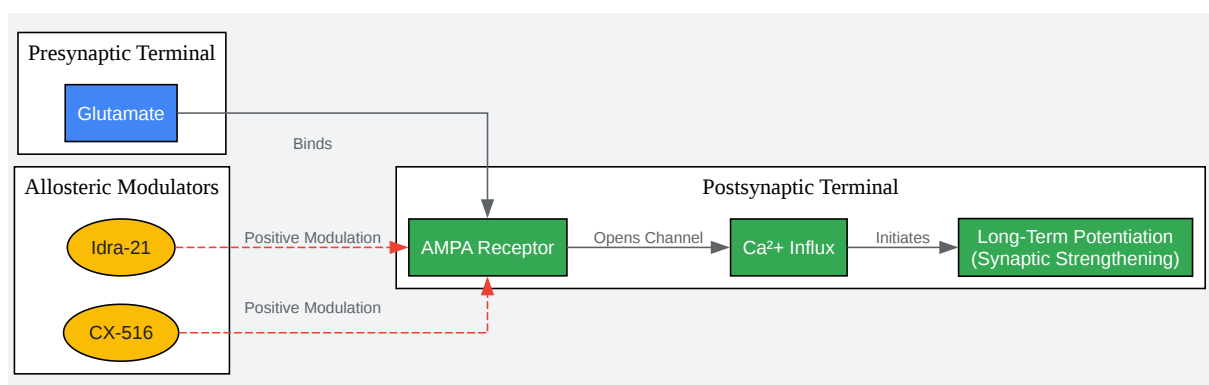 Presynaptic Terminal
Glutamate
Binds
Allosteric Modulators
Idra-21
CX-516
Positive Modulation
Positive Modulation
Postsynaptic Terminal
AMPA Receptor
Opens Channel
Ca²+ Influx
Initiates
Long-Term Potentiation
(Synaptic Strengthening)